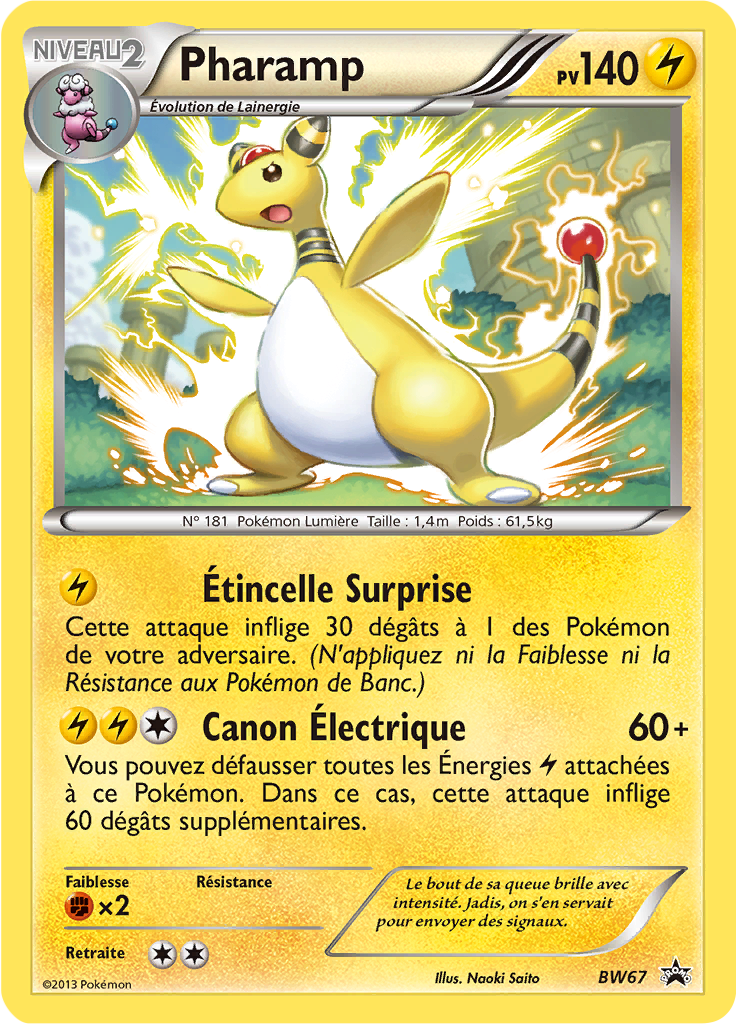 NIVEAU2
Pharamp
PV140
Évolution de Lainergie
N° 181 Pokémon Lumière Taille : 1,4m Poids : 61,5kg
Étincelle Surprise
Cette attaque inflige 30 dégâts à 1 des Pokémon
de votre adversaire. (N'appliquez ni la Faiblesse ni la
Résistance aux Pokémon de Banc.)
Canon Électrique 60+
Vous pouvez défausser toutes les Énergies attachées
à ce Pokémon. Dans ce cas, cette attaque inflige
60 dégâts supplémentaires.
Faiblesse Résistance
×2
Le bout de sa queue brille avec
intensité. Jadis, on s'en servait
pour envoyer des signaux.
Retraite
©2013 Pokémon Illus. Naoki Saito BW67 PROMO